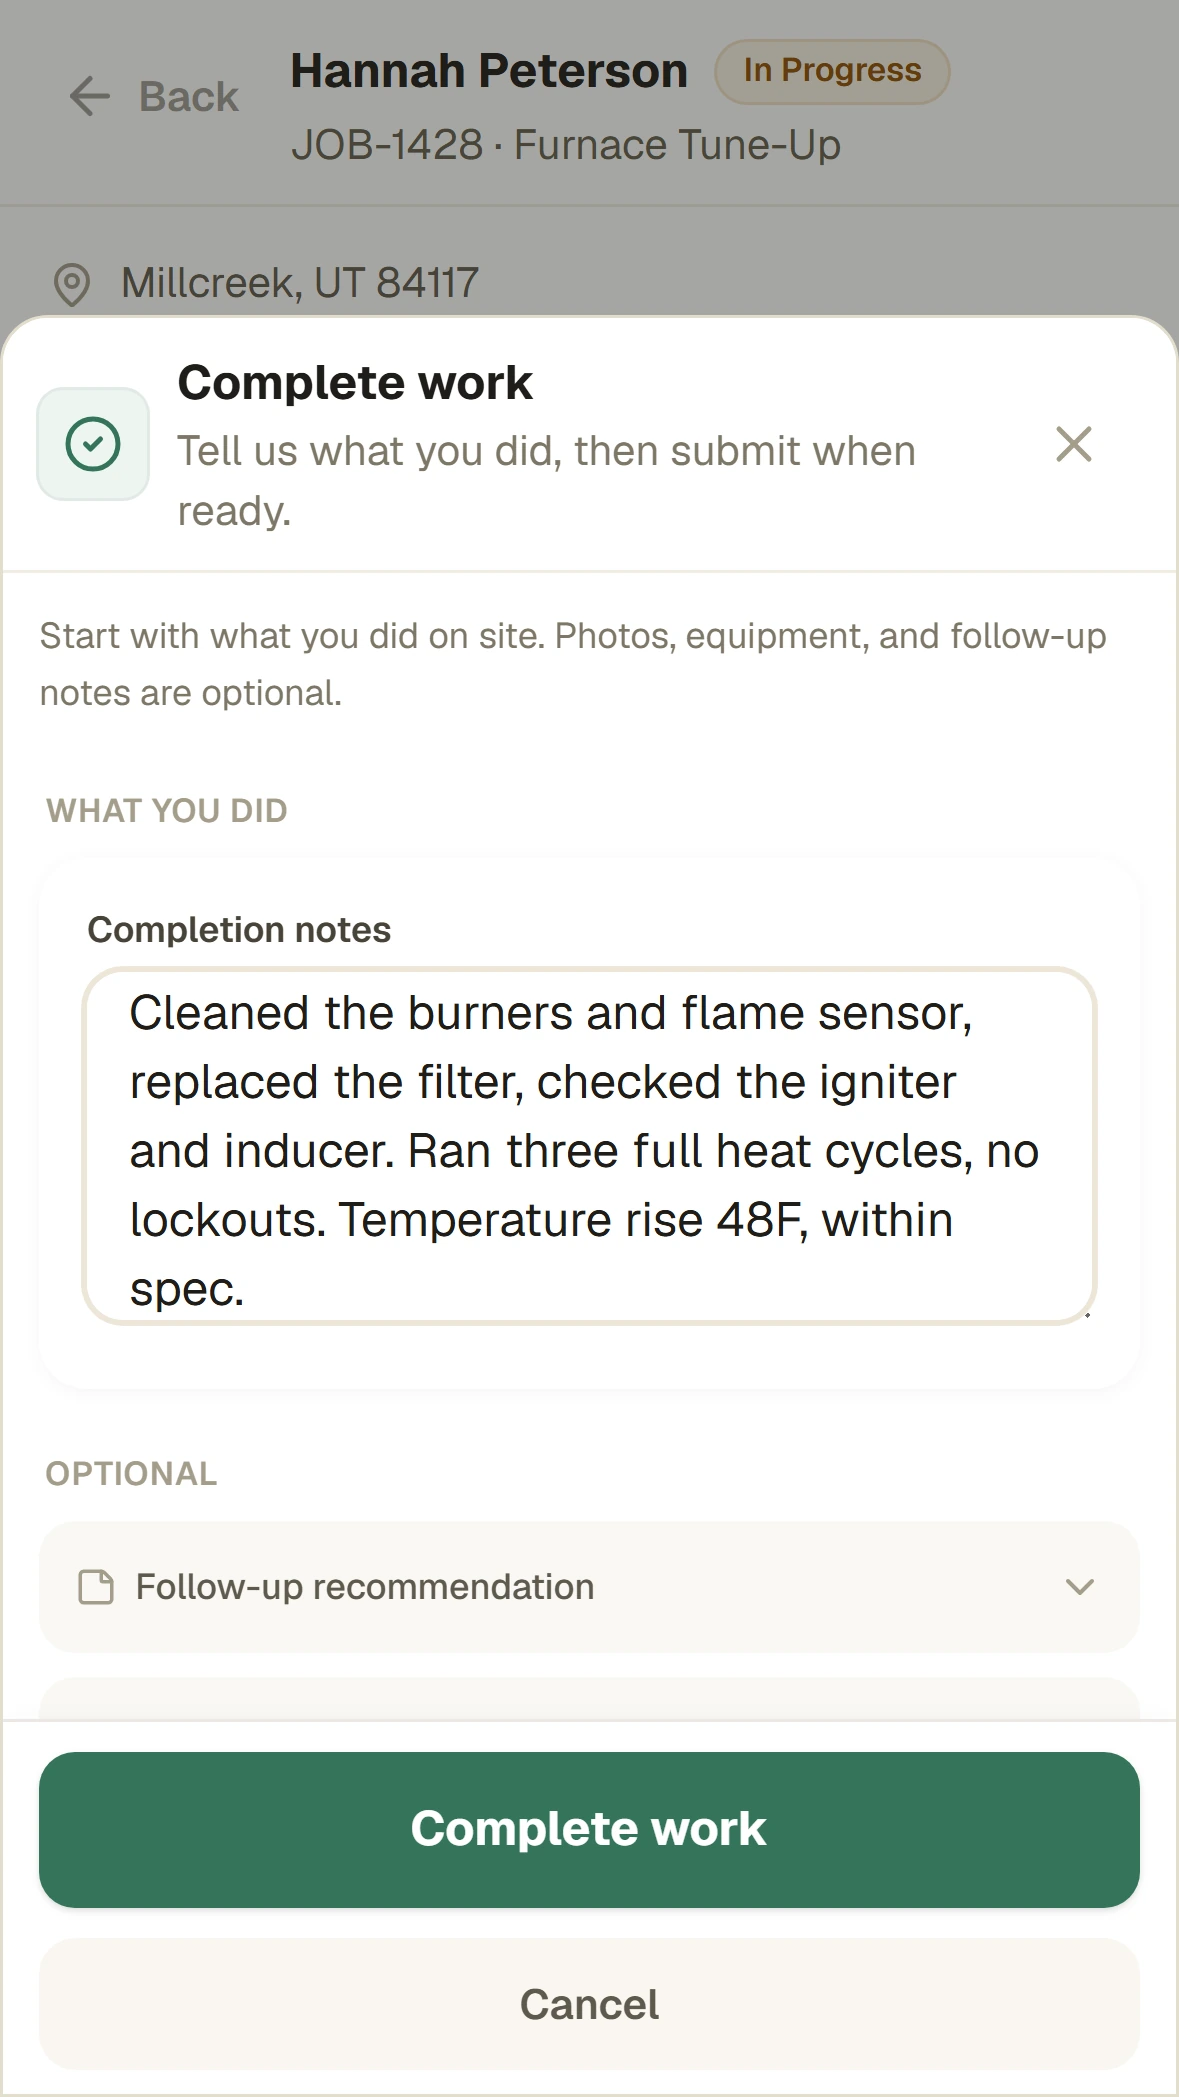 Back
Hannah Peterson
In Progress
JOB-1428 · Furnace Tune-Up
Millcreek, UT 84117
Complete work
Tell us what you did, then submit when
ready.
Start with what you did on site. Photos, equipment, and follow-up
notes are optional.
WHAT YOU DID
Completion notes
Cleaned the burners and flame sensor,
replaced the filter, checked the igniter
and inducer. Ran three full heat cycles, no
lockouts. Temperature rise 48F, within
spec.
OPTIONAL
Follow-up recommendation
Complete work
Cancel